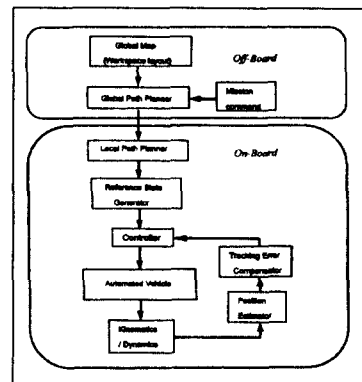 Global Map
(Workspace layout)
Off-Board
Global Path Planner
Mission
command
Local Path Planner
On-Board
Reference State
Generator
Controller
Tracking Error
Compensator
Automated Vehicle
Position
Estimator
Kinematics
/ Dynamics